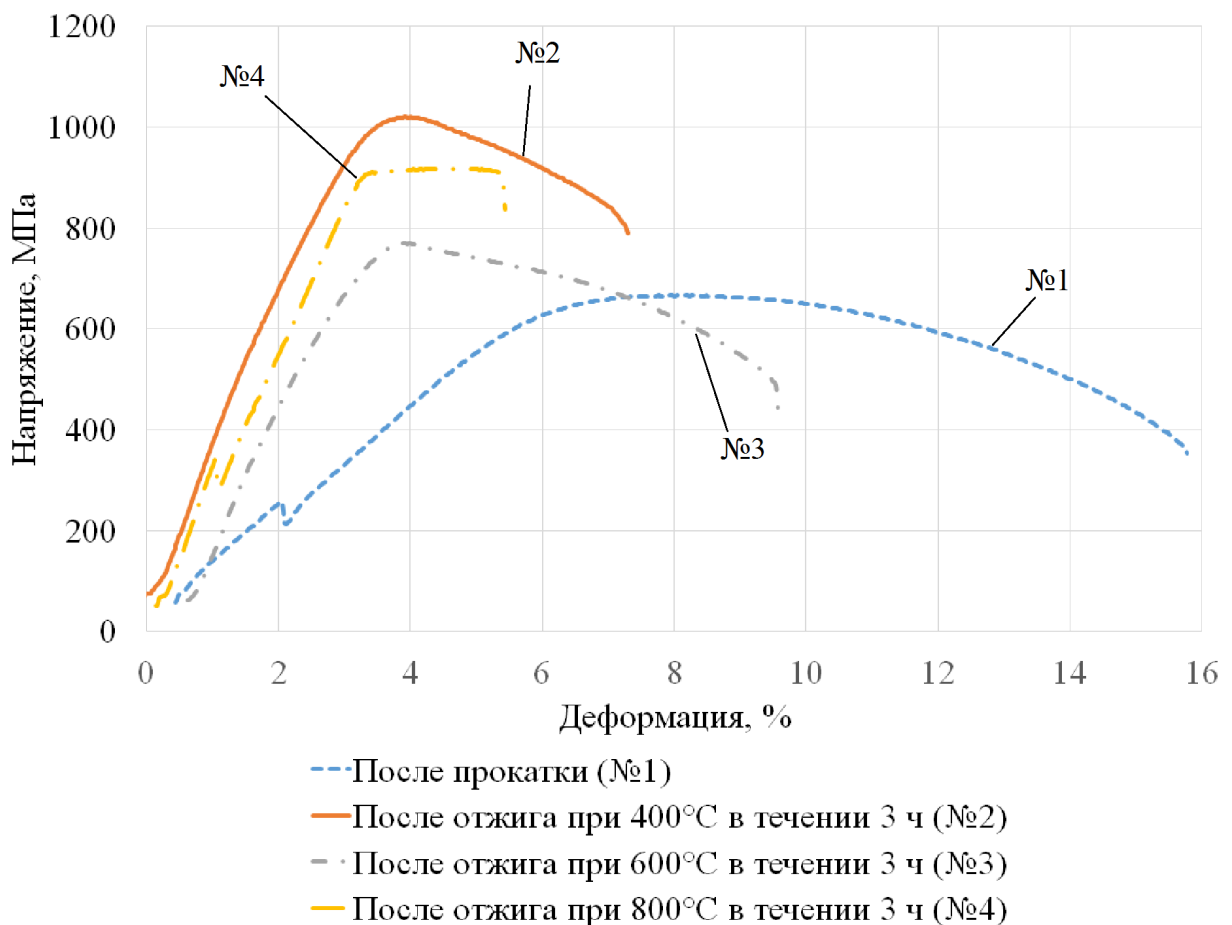 1200
1000
800
600
400
200
0
Напряжение, МПа
№4
№2
№1
№3
0 2 4 6 8 10 12 14 16
Деформация, %
После прокатки (№1)
После отжига при 400°С в течении 3 ч (№2)
После отжига при 600°С в течении 3 ч (№3)
После отжига при 800°С в течении 3 ч (№4)